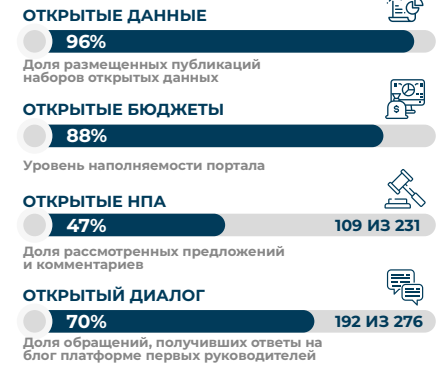 ОТКРЫТЫЕ ДАННЫЕ
96%
Доля размещенных публикаций
наборов открытых данных
ОТКРЫТЫЕ БЮДЖЕТЫ
$
88%
Уровень наполняемости портала
ОТКРЫТЫЕ НПА
47%
109 ИЗ 231
Доля рассмотренных предложений
и комментариев
ОТКРЫТЫЙ ДИАЛОГ
70%
192 ИЗ 276
Доля обращений, получивших ответы на
блог платформе первых руководителей